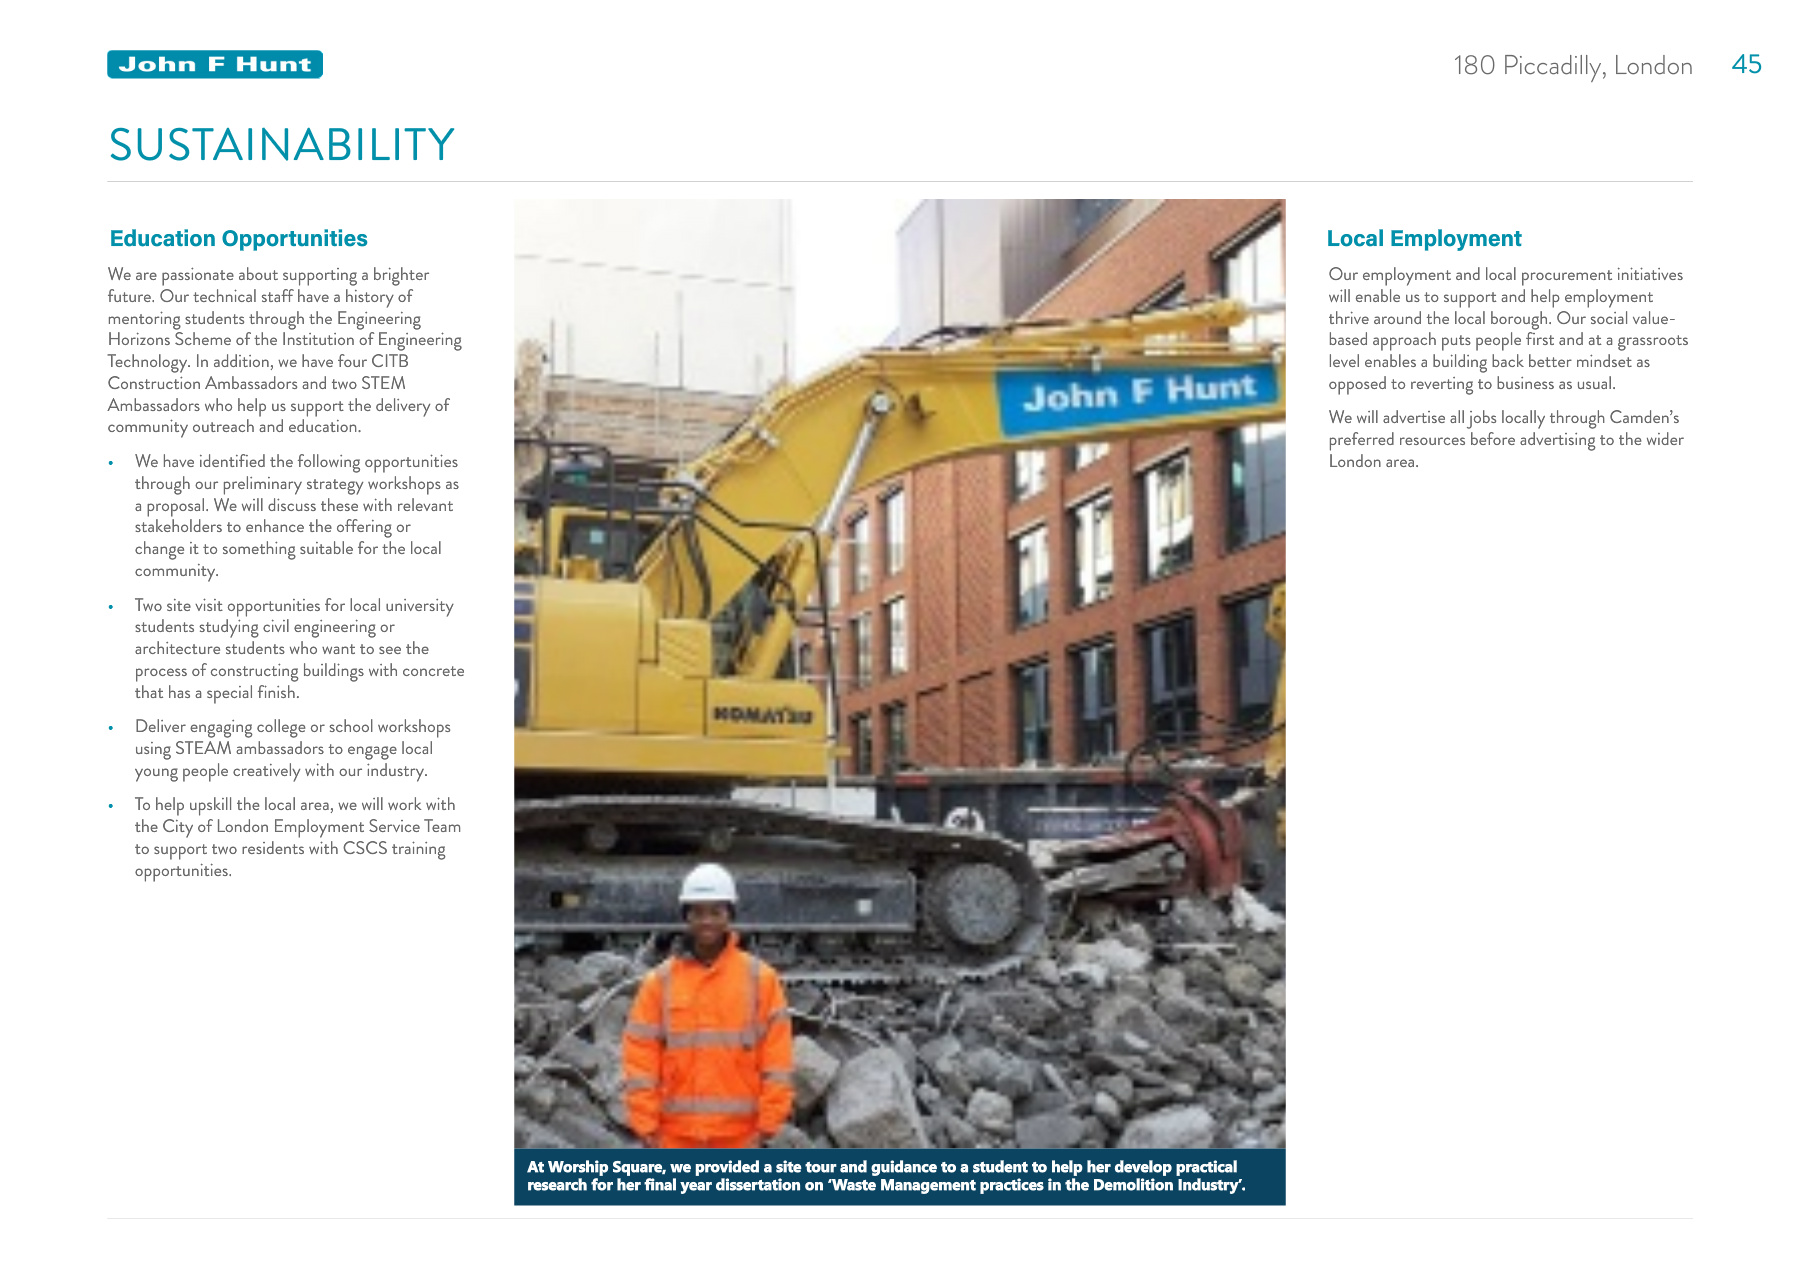 John F Hunt
180 Piccadilly, London 45
SUSTAINABILITY
Education Opportunities
We are passionate about supporting a brighter
future. Our technical staff have a history of
mentoring students through the Engineering
Horizons Scheme of the Institution of Engineering
Technology. In addition, we have four CITB
Construction Ambassadors and two STEM
Ambassadors who help us support the delivery of
community outreach and education.
• We have identified the following opportunities
through our preliminary strategy workshops as
a proposal. We will discuss these with relevant
stakeholders to enhance the offering or
change it to something suitable for the local
community.
• Two site visit opportunities for local university
students studying civil engineering or
architecture students who want to see the
process of constructing buildings with concrete
that has a special finish.
• Deliver engaging college or school workshops
using STEAM ambassadors to engage local
young people creatively with our industry.
• To help upskill the local area, we will work with
the City of London Employment Service Team
to support two residents with CSCS training
opportunities.
John F Hunt
KOMATSU
At Worship Square, we provided a site tour and guidance to a student to help her develop practical
research for her final year dissertation on ‘Waste Management practices in the Demolition Industry’.
Local Employment
Our employment and local procurement initiatives
will enable us to support and help employment
thrive around the local borough. Our social value-
based approach puts people first and at a grassroots
level enables a building back better mindset as
opposed to reverting to business as usual.
We will advertise all jobs locally through Camden’s
preferred resources before advertising to the wider
London area.